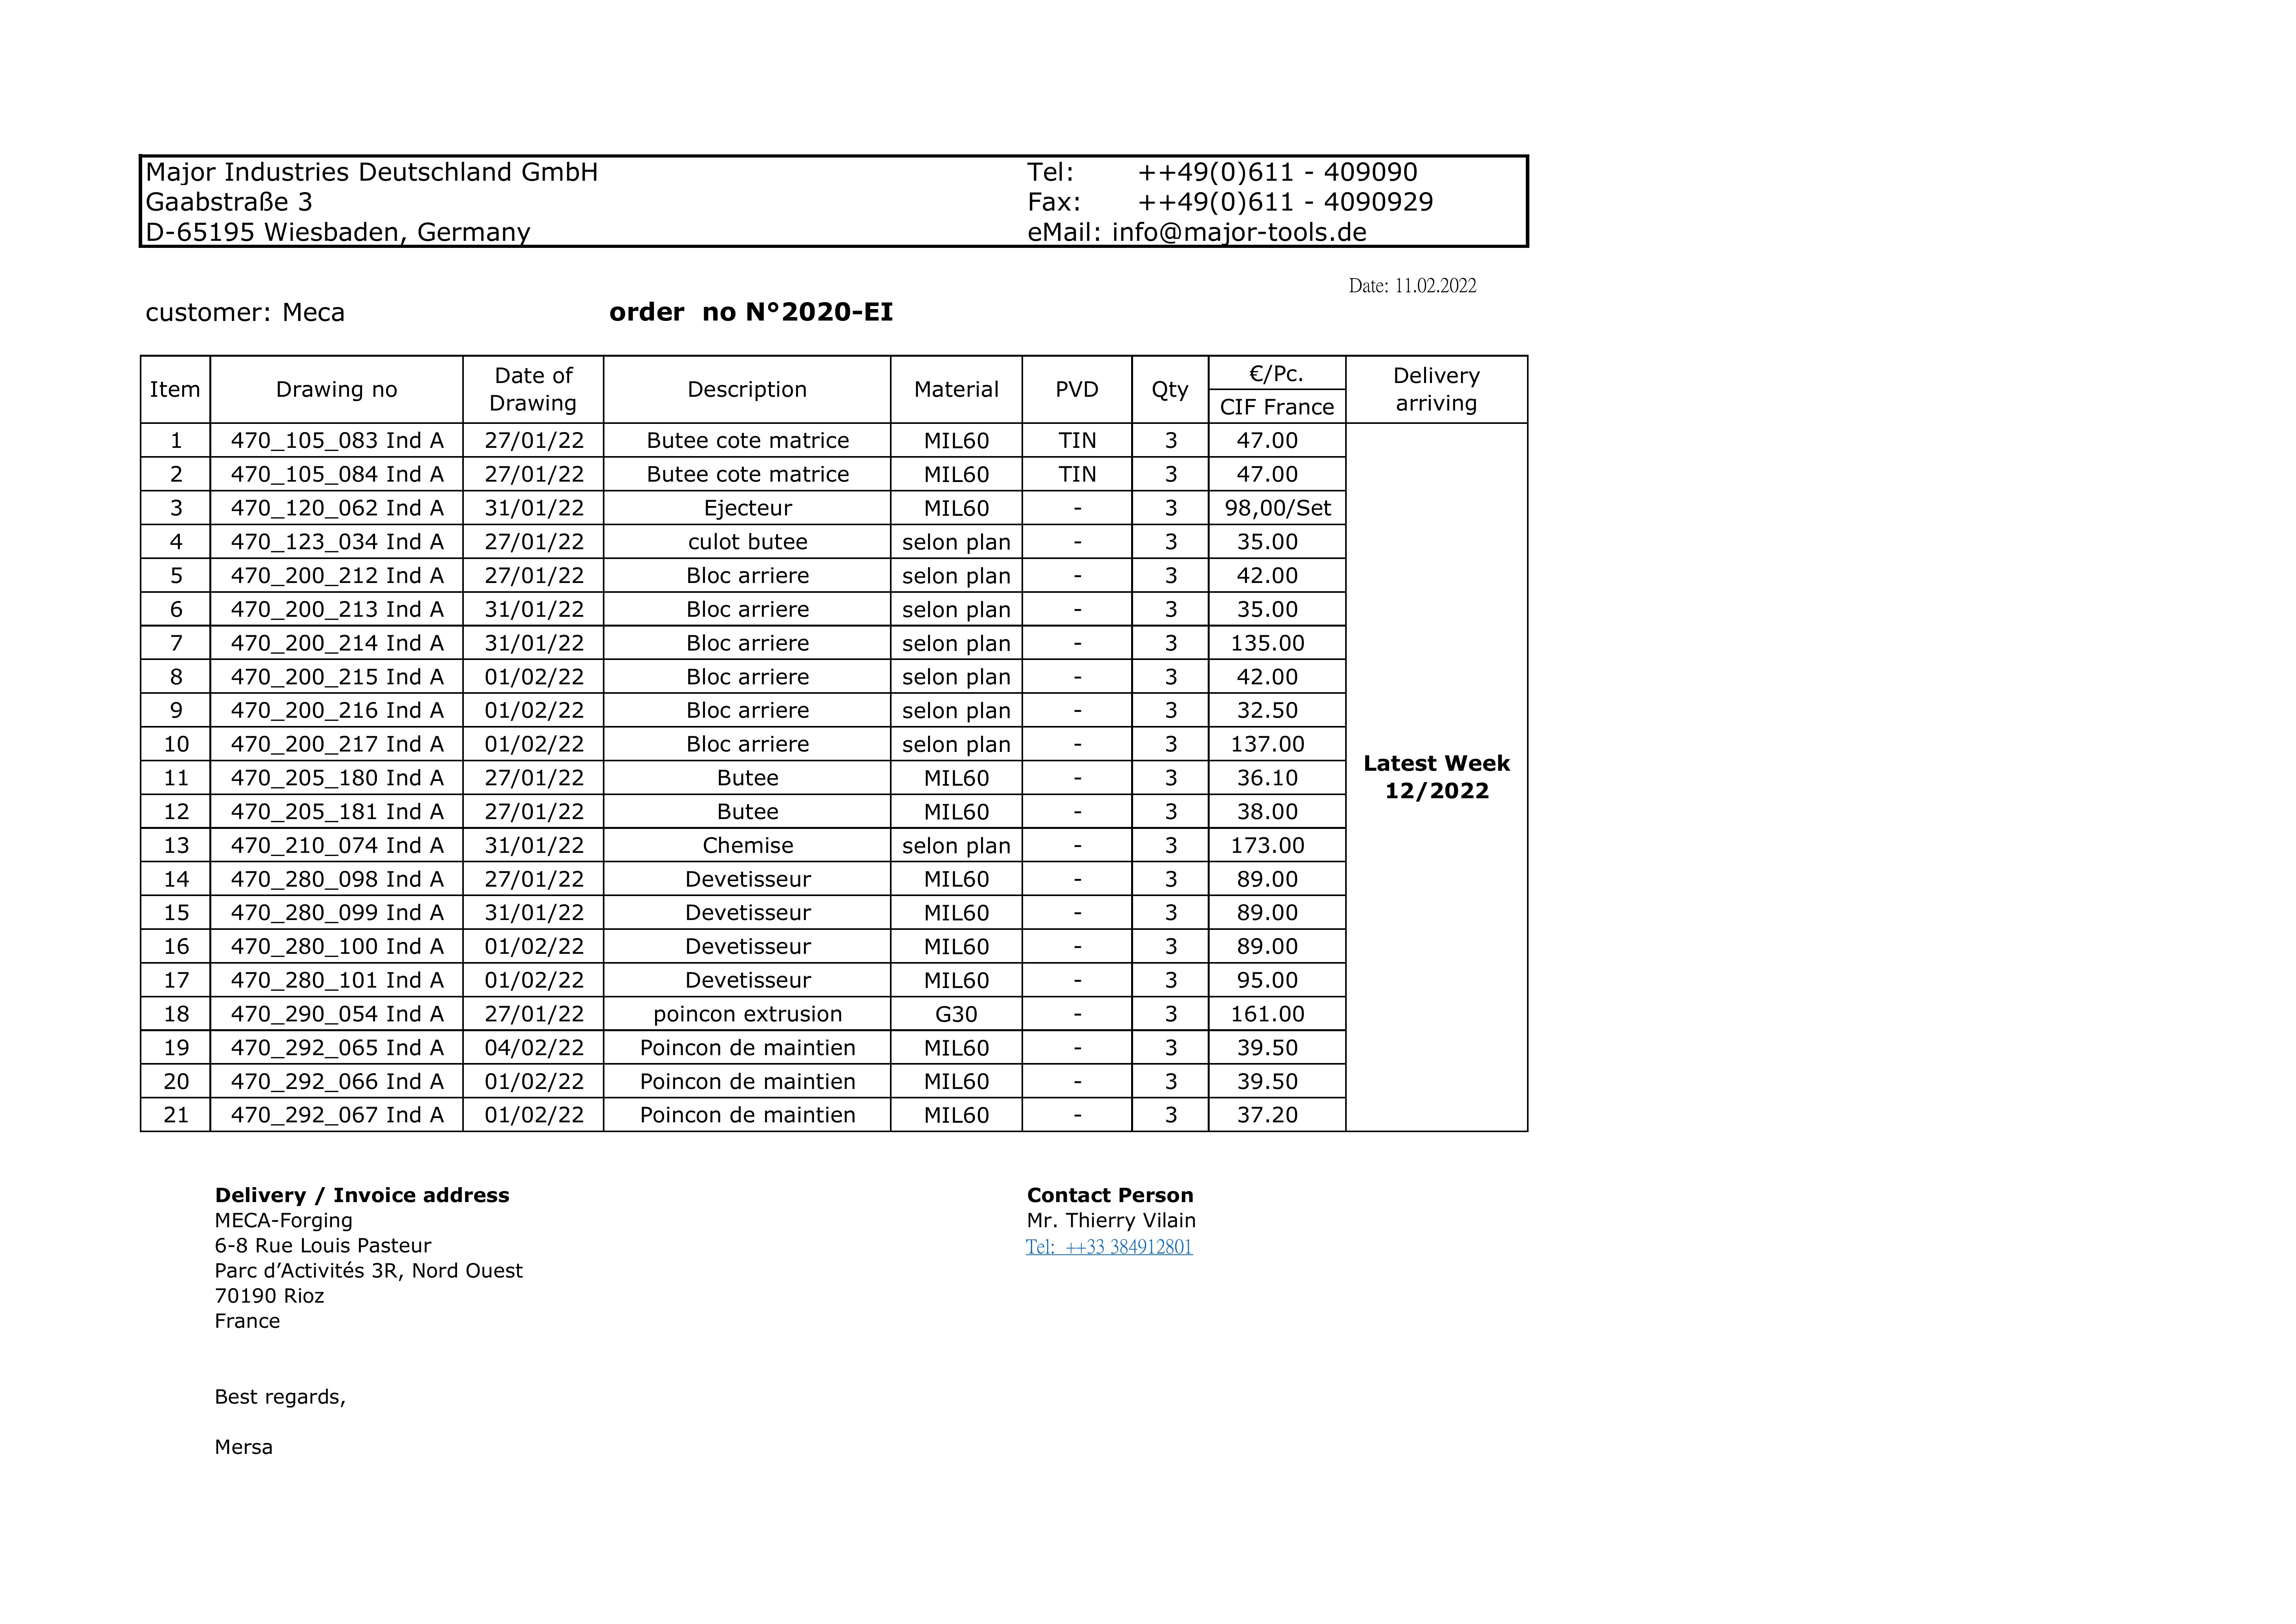 Major Industries Deutschland GmbH Tel: ++49(0)611 - 409090
Gaabstraße 3 Fax: ++49(0)611 - 4090929
D-65195 Wiesbaden, Germany eMail: info@major-tools.de
Date: 11.02.2022
customer: Meca order no N°2020-EI
Item Drawing no Date of Drawing Description Material PVD Qty €/Pc. CIF France Delivery arriving
1 470_105_083 Ind A 27/01/22 Butee cote matrice MIL60 TIN 3 47.00
2 470_105_084 Ind A 27/01/22 Butee cote matrice MIL60 TIN 3 47.00
3 470_120_062 Ind A 31/01/22 Ejecteur MIL60 - 3 98,00/Set
4 470_123_034 Ind A 27/01/22 culot butee selon plan - 3 35.00
5 470_200_212 Ind A 27/01/22 Bloc arriere selon plan - 3 42.00
6 470_200_213 Ind A 31/01/22 Bloc arriere selon plan - 3 35.00
7 470_200_214 Ind A 31/01/22 Bloc arriere selon plan - 3 135.00
8 470_200_215 Ind A 01/02/22 Bloc arriere selon plan - 3 42.00
9 470_200_216 Ind A 01/02/22 Bloc arriere selon plan - 3 32.50
10 470_200_217 Ind A 01/02/22 Bloc arriere selon plan - 3 137.00
11 470_205_180 Ind A 27/01/22 Butee MIL60 - 3 36.10
12 470_205_181 Ind A 27/01/22 Butee MIL60 - 3 38.00
13 470_210_074 Ind A 31/01/22 Chemise selon plan - 3 173.00
14 470_280_098 Ind A 27/01/22 Devetisseur MIL60 - 3 89.00
15 470_280_099 Ind A 31/01/22 Devetisseur MIL60 - 3 89.00
16 470_280_100 Ind A 01/02/22 Devetisseur MIL60 - 3 89.00
17 470_280_101 Ind A 01/02/22 Devetisseur MIL60 - 3 95.00
18 470_290_054 Ind A 27/01/22 poincon extrusion G30 - 3 161.00
19 470_292_065 Ind A 04/02/22 Poincon de maintien MIL60 - 3 39.50
20 470_292_066 Ind A 01/02/22 Poincon de maintien MIL60 - 3 39.50
21 470_292_067 Ind A 01/02/22 Poincon de maintien MIL60 - 3 37.20
Latest Week
12/2022
Delivery / Invoice address
MECA-Forging
6-8 Rue Louis Pasteur
Parc d’Activités 3R, Nord Ouest
70190 Rioz
France
Contact Person
Mr. Thierry Vilain
Tel: ++33 384912801
Best regards,
Mersa